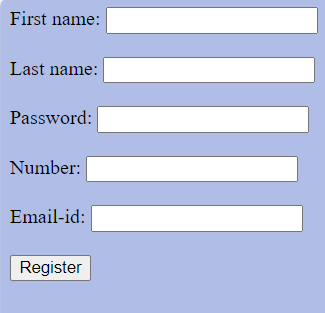 First name:
Last name:
Password:
Number:
Email-id:
Register